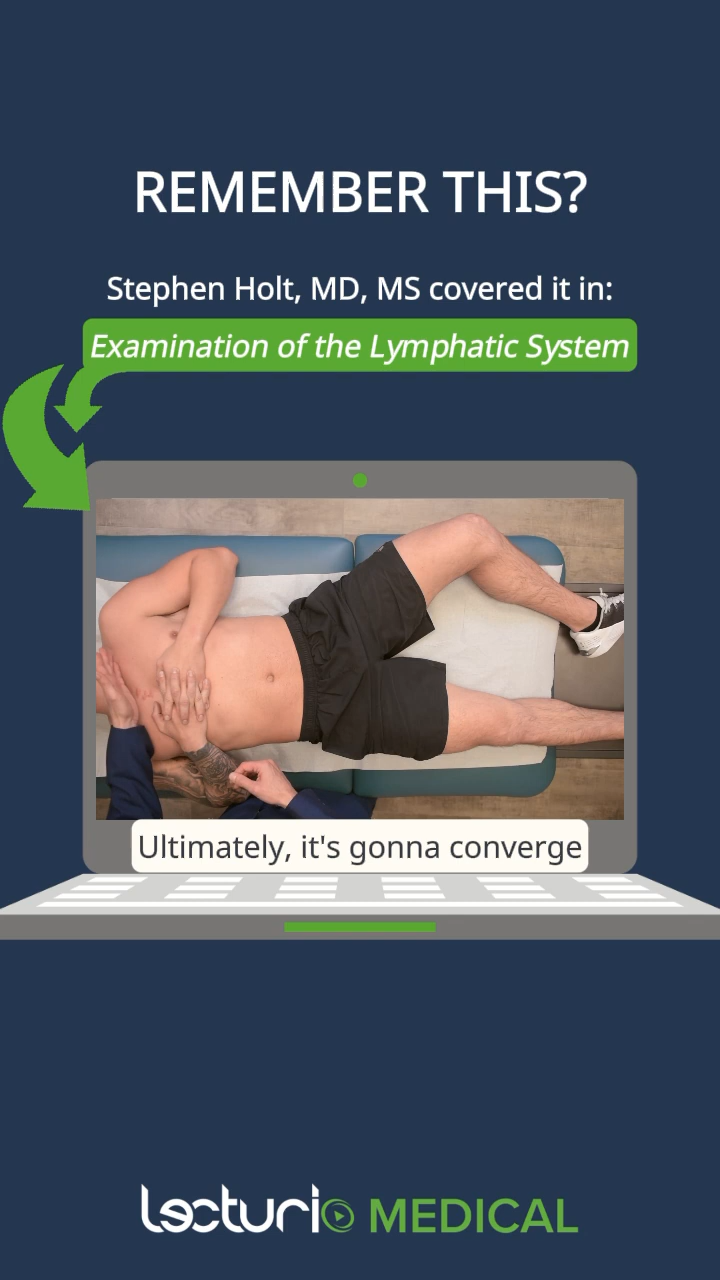 REMEMBER THIS?
Stephen Holt, MD, MS covered it in:
Examination of the Lymphatic System
Ultimately, it's gonna converge
lecturio MEDICAL